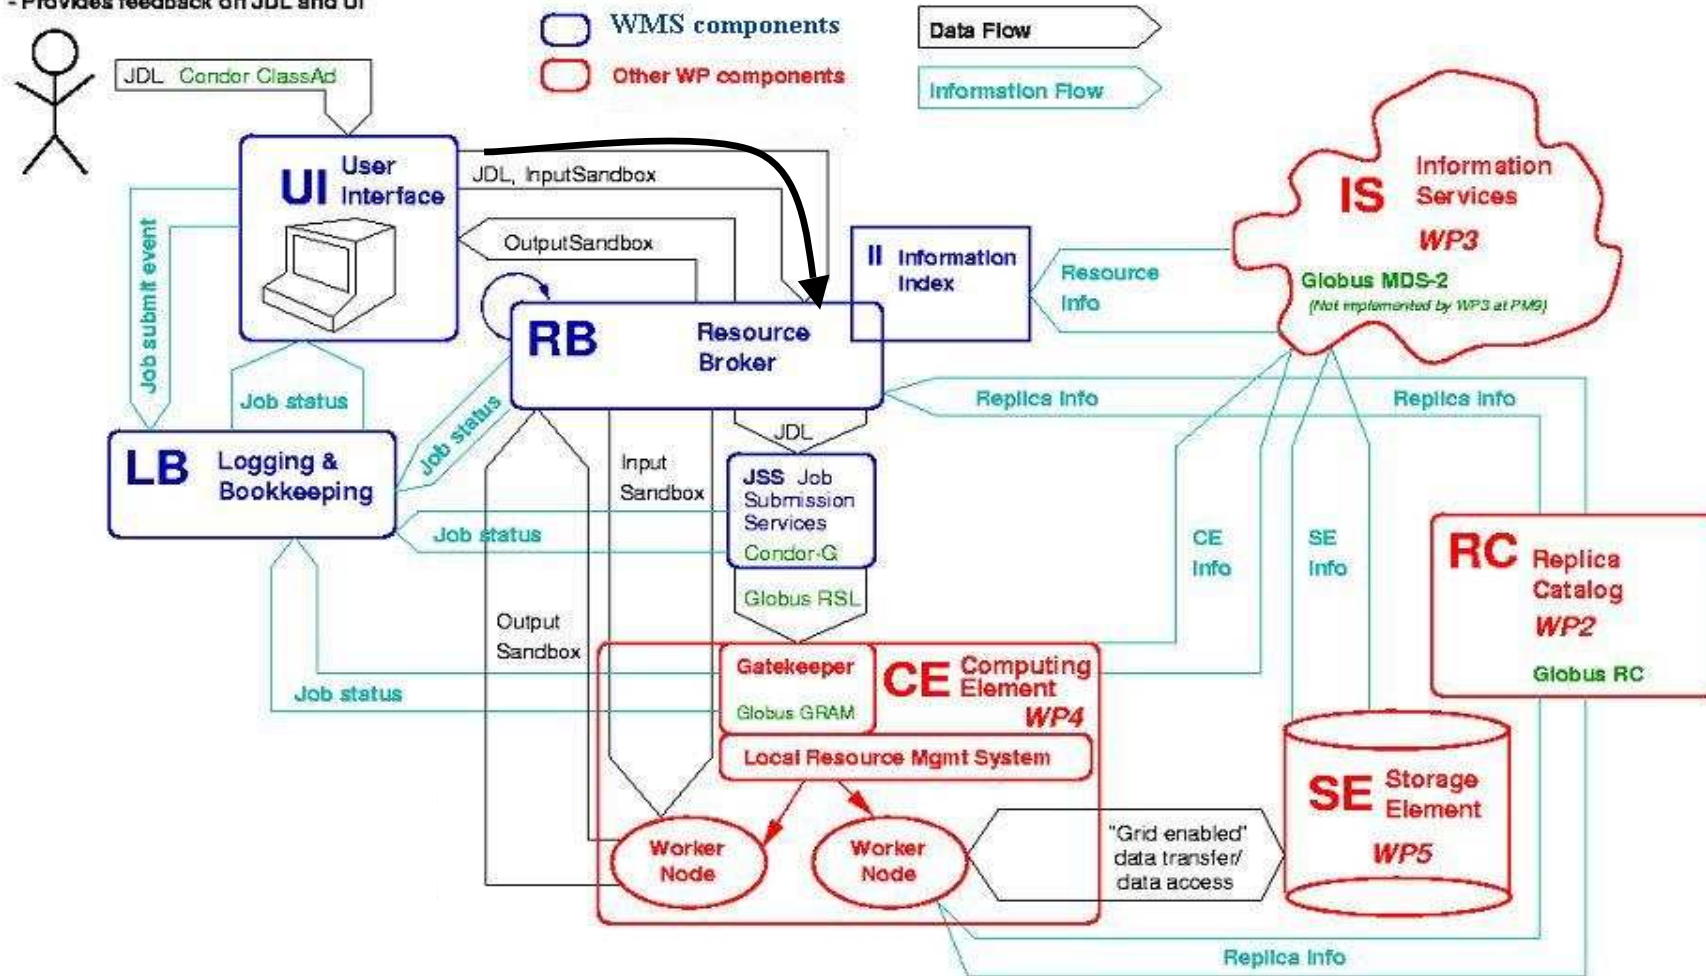 - Provides feedback on JDL and UI
WMS components
Other WP components
Data Flow
Information Flow
JDL Condor ClassAd
UI User
Interface
JDL, InputSandbox
OutputSandbox
Job submit event
II Information
Index
Resource
Info
IS Information
Services
WP3
Globus MDS-2
(Not implemented by WP3 at PM9)
RB Resource
Broker
Replica Info
Replica Info
Job status
Job status
JDL
LB Logging &
Bookkeeping
Input
Sandbox
JSS Job
Submission
Services
Condor-G
Job status
CE
Info
SE
Info
RC Replica
Catalog
WP2
Globus RC
Globus RSL
Output
Sandbox
Gatekeeper
Globus GRAM
CE Computing
Element
WP4
Job status
Local Resource Mgmt System
SE Storage
Element
WP5
Worker
Node
Worker
Node
"Grid enabled"
data transfer/
data access
Replica Info